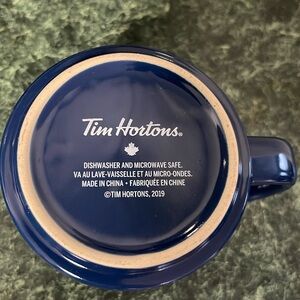 Tim Hortons®
DISHWASHER AND MICROWAVE SAFE.
VA AU LAVE-VAISSELLE ET AU MICRO-ONDES.
MADE IN CHINA • FABRIQUÉE EN CHINE
©TIM HORTONS, 2019